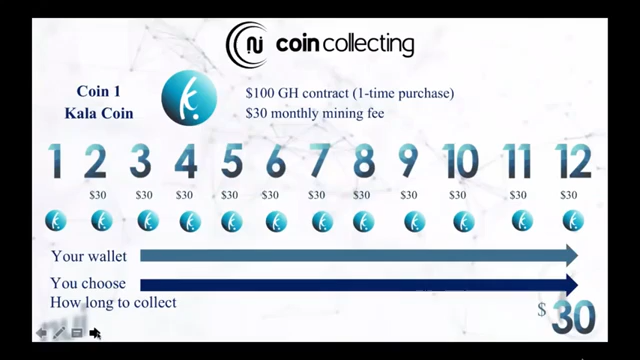 N coin collecting
Coin 1
Kala Coin
k.
$100 GH contract (1-time purchase)
$30 monthly mining fee
1 2 3 4 5 6 7 8 9 10 11 12
$30 $30 $30 $30 $30 $30 $30 $30 $30 $30 $30
k. k. k. k. k. k. k. k. k. k. k. k.
Your wallet
You choose
How long to collect
$30